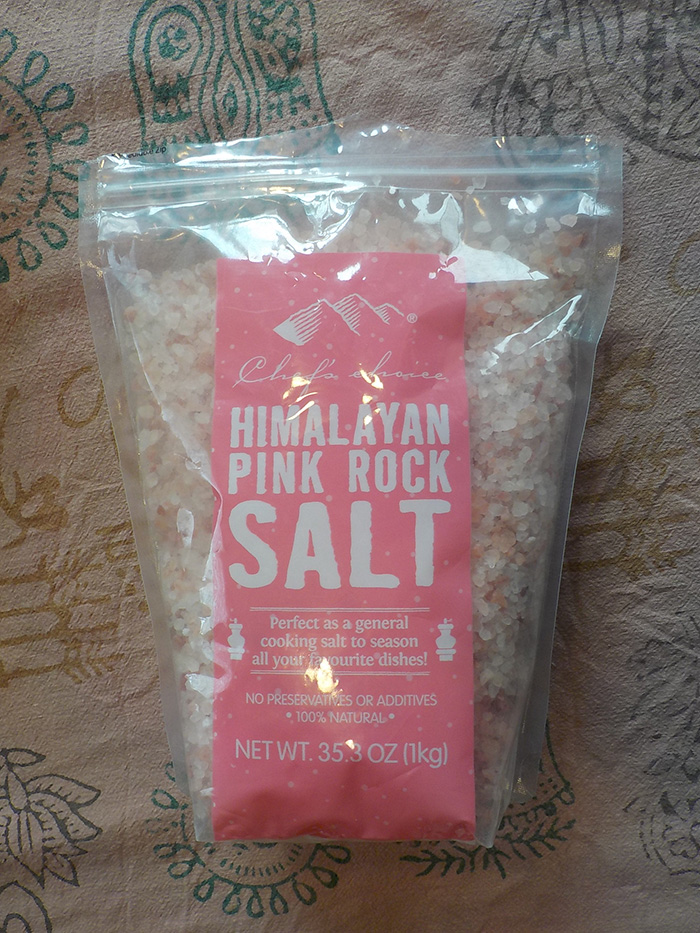 ®
Chef's choice
HIMALAYAN
PINK ROCK
SALT
Perfect as a general
cooking salt to season
all your favourite dishes!
NO PRESERVATIVES OR ADDITIVES
• 100% NATURAL •
NET WT. 35.3 OZ (1kg)